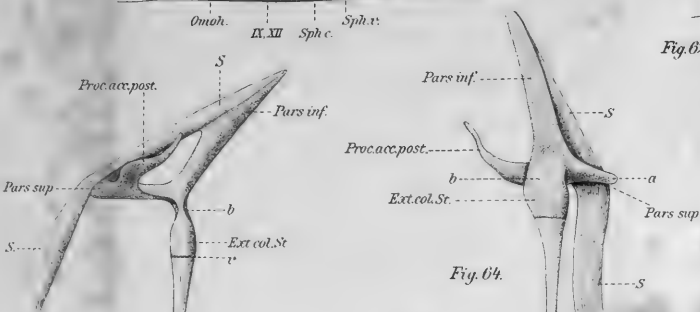 Omoh.
IX,XII
Sph c.
Sph.v.
S
Proc.acc.post.
Pars inf.
Pars sup
b
S.
Ext col.St
v
Fig.6
Pars inf.
S
Proc.acc.post.
b
a
Ext.col.St.
Pars sup
Fig. 64.
S